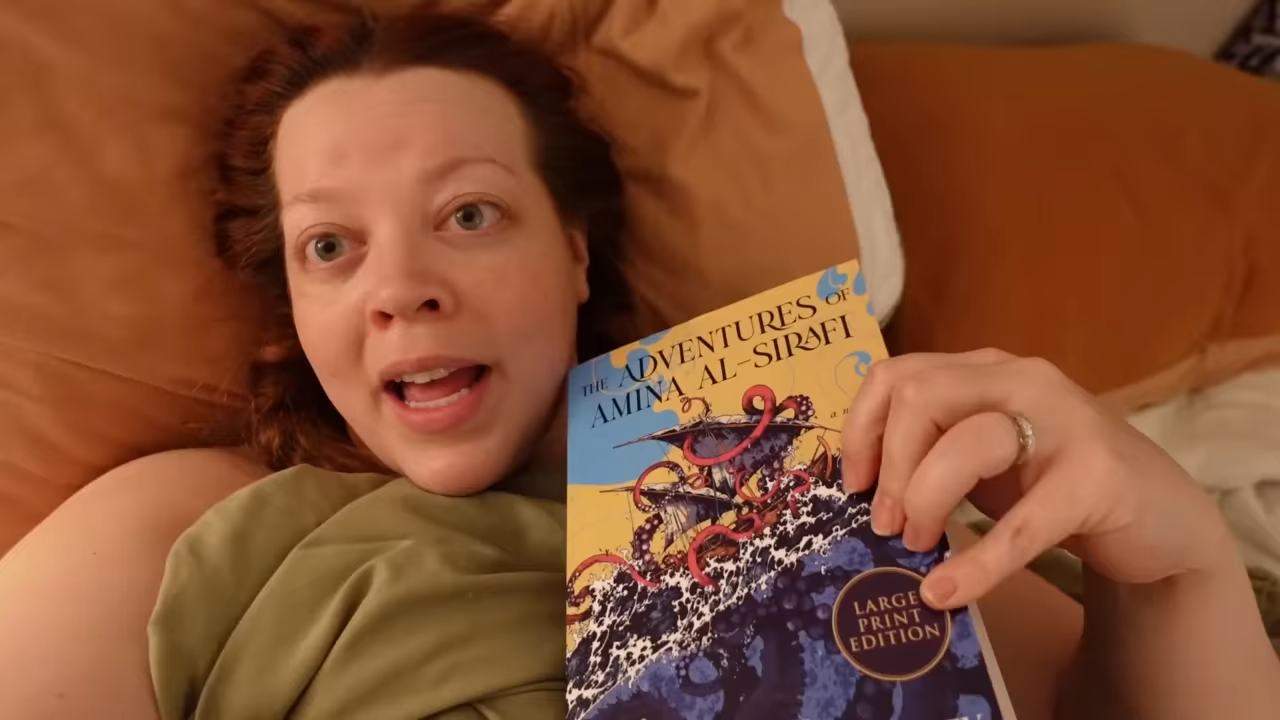 THE ADVENTURES OF
AMINA AL-SIRAFI
a
LARGE
PRINT
EDITION